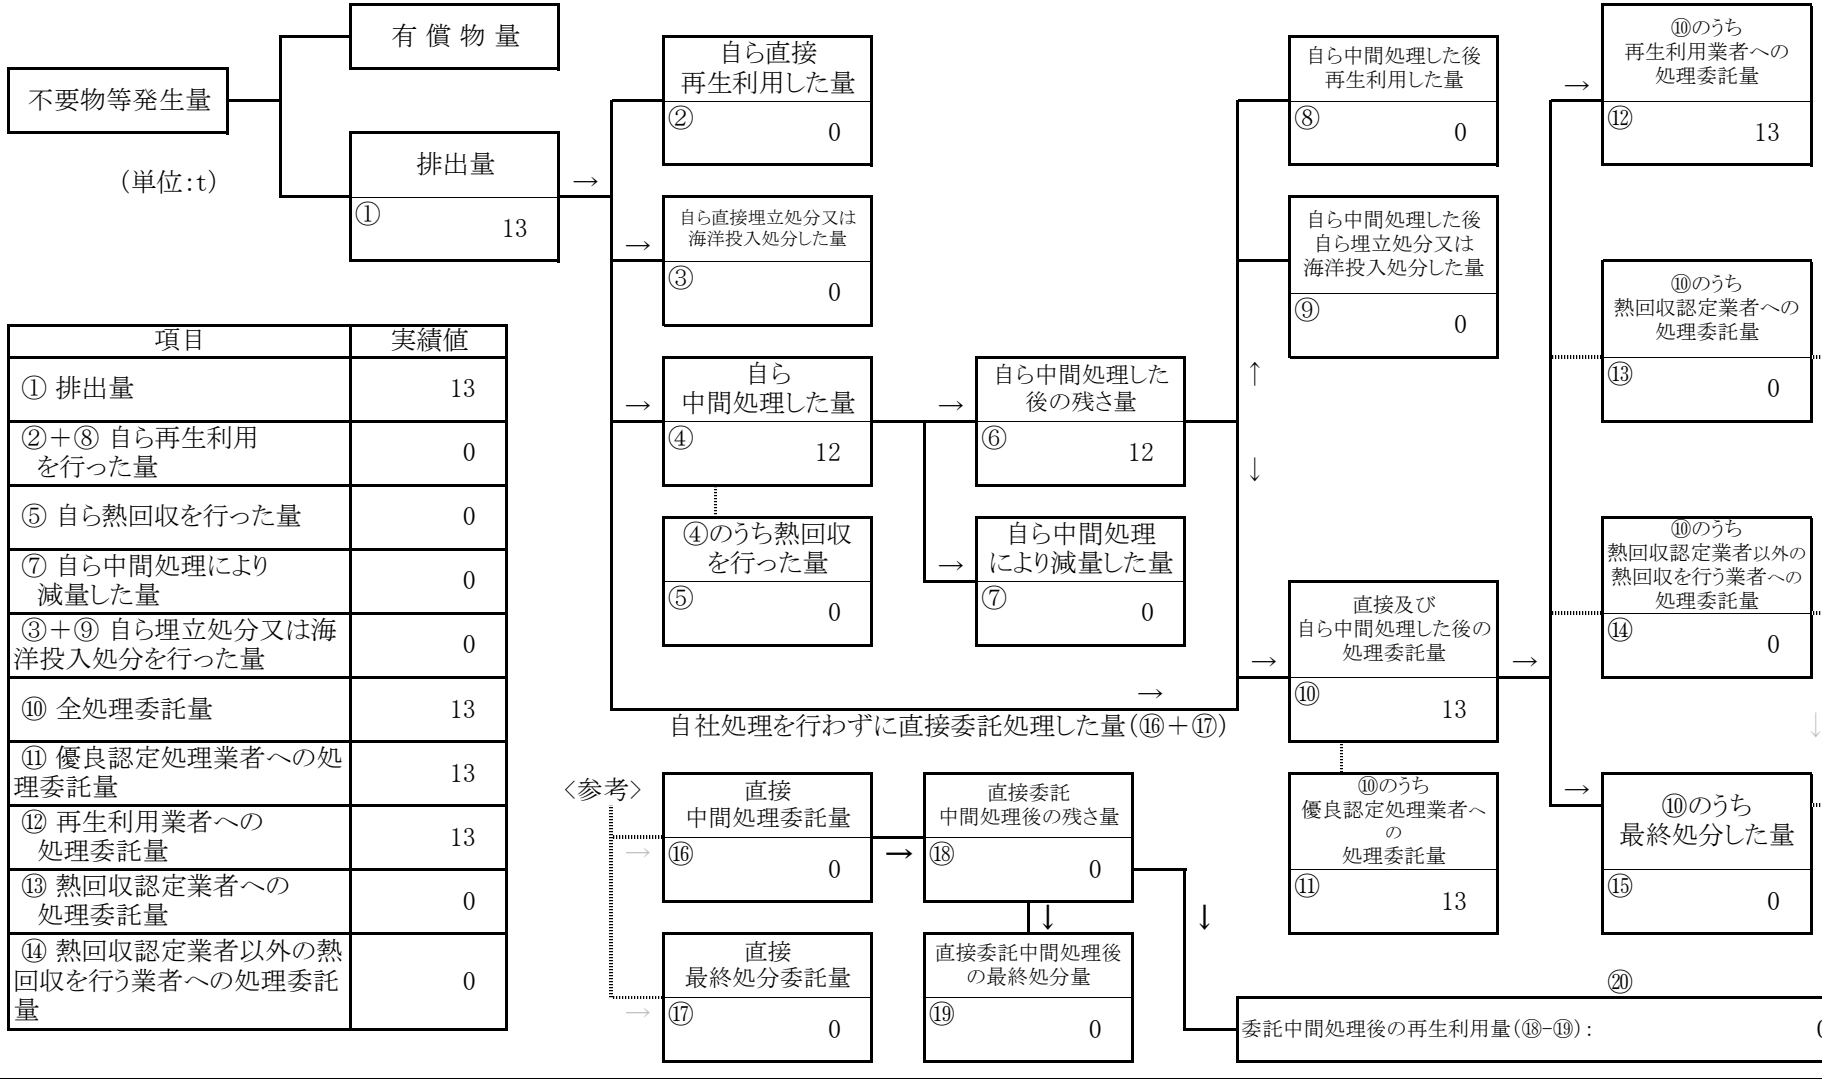 有 償 物 量
不要物等発生量
(単位:t)
排出量
①
13
→
自ら直接
再生利用した量
②
0
→
自ら直接埋立処分又は
海洋投入処分した量
③
0
→
自ら
中間処理した量
④
12
④のうち熱回収
を行った量
⑤
0
→
自ら中間処理した
後の残さ量
⑥
12
→
自ら中間処理
により減量した量
⑦
0
↑
↓
自ら中間処理した後
再生利用した量
⑧
0
自ら中間処理した後
自ら埋立処分又は
海洋投入処分した量
⑨
0
→
直接及び
自ら中間処理した後の
処理委託量
⑩
13
→
⑩のうち
優良認定処理業者へ
の
処理委託量
⑪
13
→
⑩のうち
再生利用業者への
処理委託量
⑫
13
⑩のうち
熱回収認定業者への
処理委託量
⑬
0
⑩のうち
熱回収認定業者以外の
熱回収を行う業者への
処理委託量
⑭
0
↓
→
⑩のうち
最終処分した量
⑮
0
→
自社処理を行わずに直接委託処理した量(⑯+⑰)
〈参考〉
→
直接
中間処理委託量
⑯
0
→
直接委託
中間処理後の残さ量
⑱
0
↓
↓
→
直接
最終処分委託量
⑰
0
直接委託中間処理後
の最終処分量
⑲
0
⑳
委託中間処理後の再生利用量(⑱-⑲):
0
項目 実績値
① 排出量 13
②+⑧ 自ら再生利用
を行った量 0
⑤ 自ら熱回収を行った量 0
⑦ 自ら中間処理により
減量した量 0
③+⑨ 自ら埋立処分又は海
洋投入処分を行った量 0
⑩ 全処理委託量 13
⑪ 優良認定処理業者への処
理委託量 13
⑫ 再生利用業者への
処理委託量 13
⑬ 熱回収認定業者への
処理委託量 0
⑭ 熱回収認定業者以外の熱
回収を行う業者への処理委託
量 0